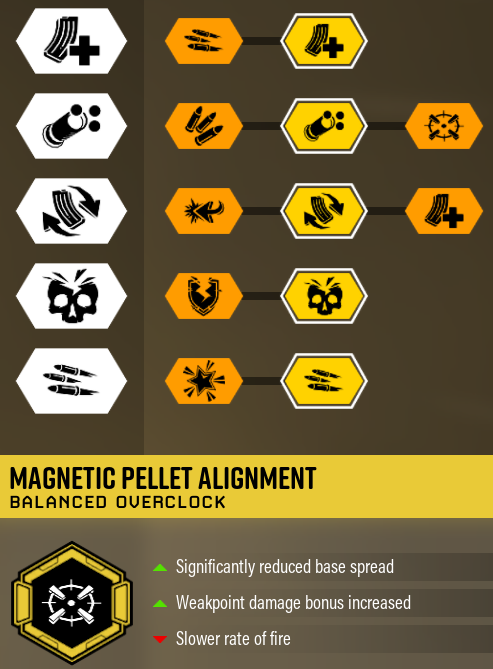 MAGNETIC PELLET ALIGNMENT
BALANCED OVERCLOCK
Significantly reduced base spread
Weakpoint damage bonus increased
Slower rate of fire